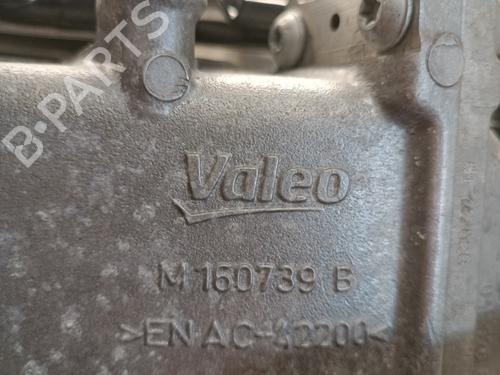 B-PARTS
Valeo
M 160739 B
>EN AC-42200<